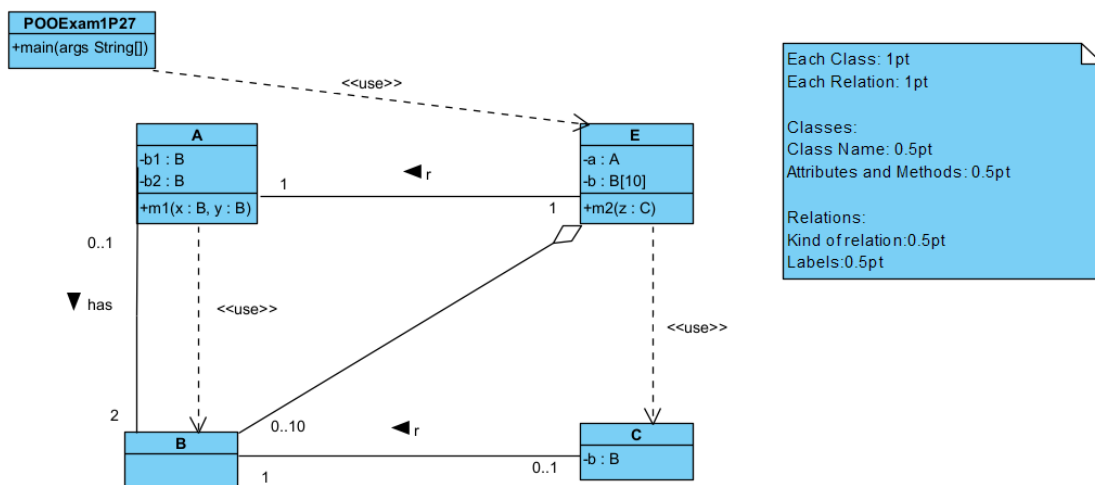 POOExam1P27
+main(args String[])
<<use>>
A
-b1 : B
-b2 : B
+m1(x : B, y : B)
E
-a : A
-b : B[10]
+m2(z : C)
1
r
1
0..1
has
2
<<use>>
<<use>>
B
0..10
1
r
0..1
C
-b : B
Each Class: 1pt
Each Relation: 1pt
Classes:
Class Name: 0.5pt
Attributes and Methods: 0.5pt
Relations:
Kind of relation:0.5pt
Labels:0.5pt